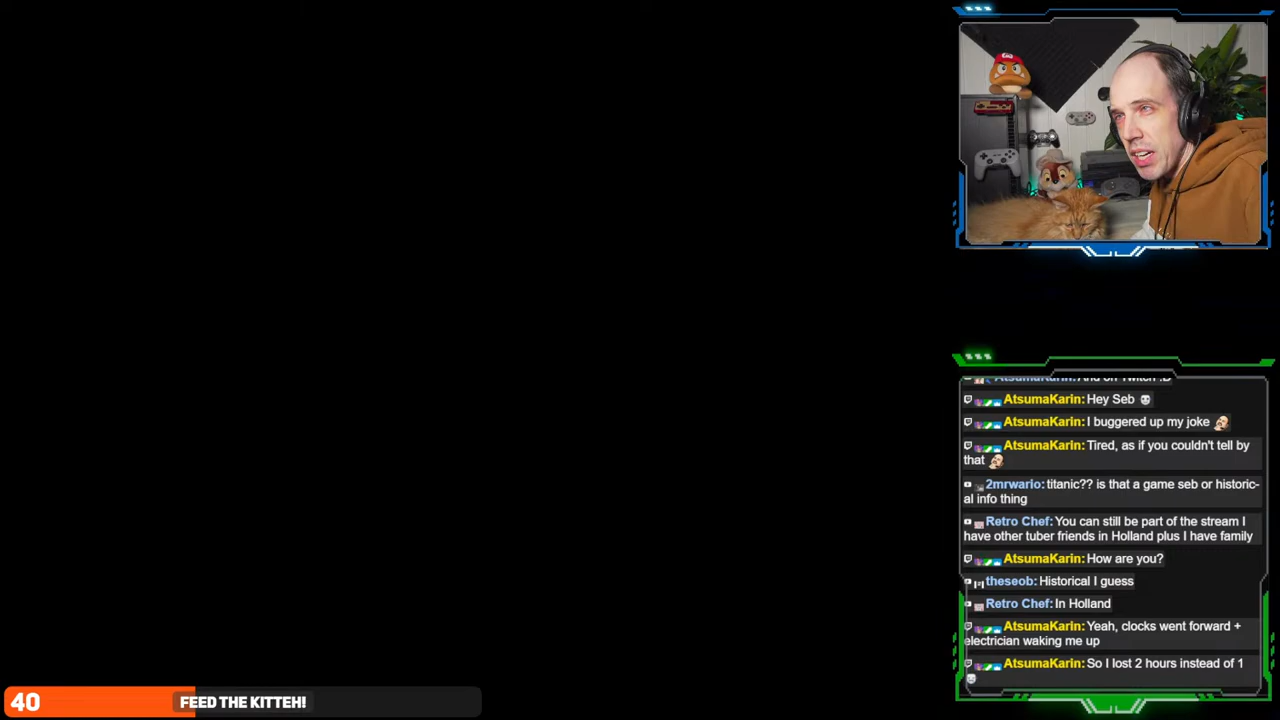 AtsumaKarin: And on Twitch :D
AtsumaKarin: Hey Seb
AtsumaKarin: I buggered up my joke
AtsumaKarin: Tired, as if you couldn't tell by
that
2mrwario: titanic?? is that a game seb or historic-
al info thing
Retro Chef: You can still be part of the stream I
have other tuber friends in Holland plus I have family
AtsumaKarin: How are you?
theseob: Historical I guess
Retro Chef: In Holland
AtsumaKarin: Yeah, clocks went forward +
electrician waking me up
AtsumaKarin: So I lost 2 hours instead of 1
40
FEED THE KITTEH!